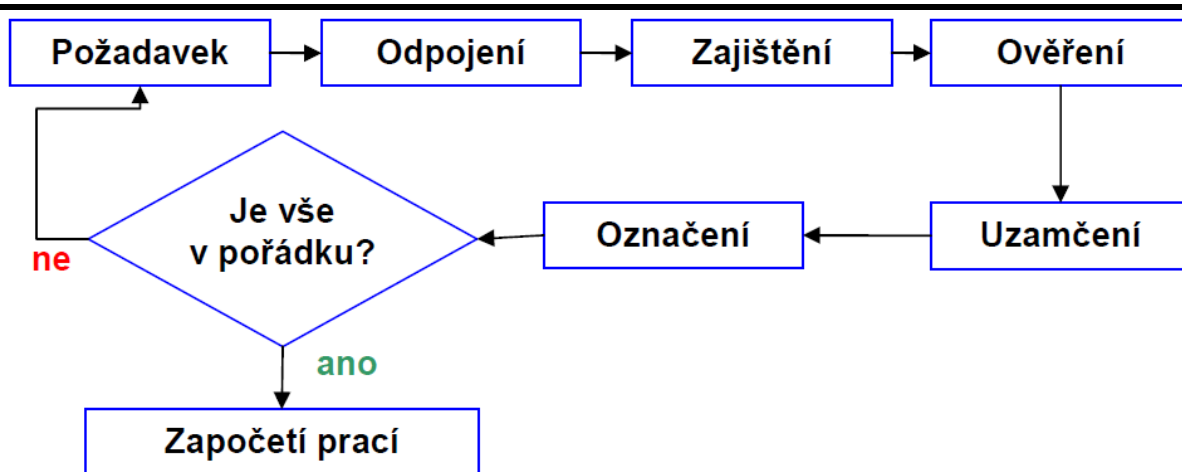 Požadavek
Odpojení
Zajištění
Ověření
Uzamčení
Označení
Je vše
v pořádku?
ne
ano
Započetí prací